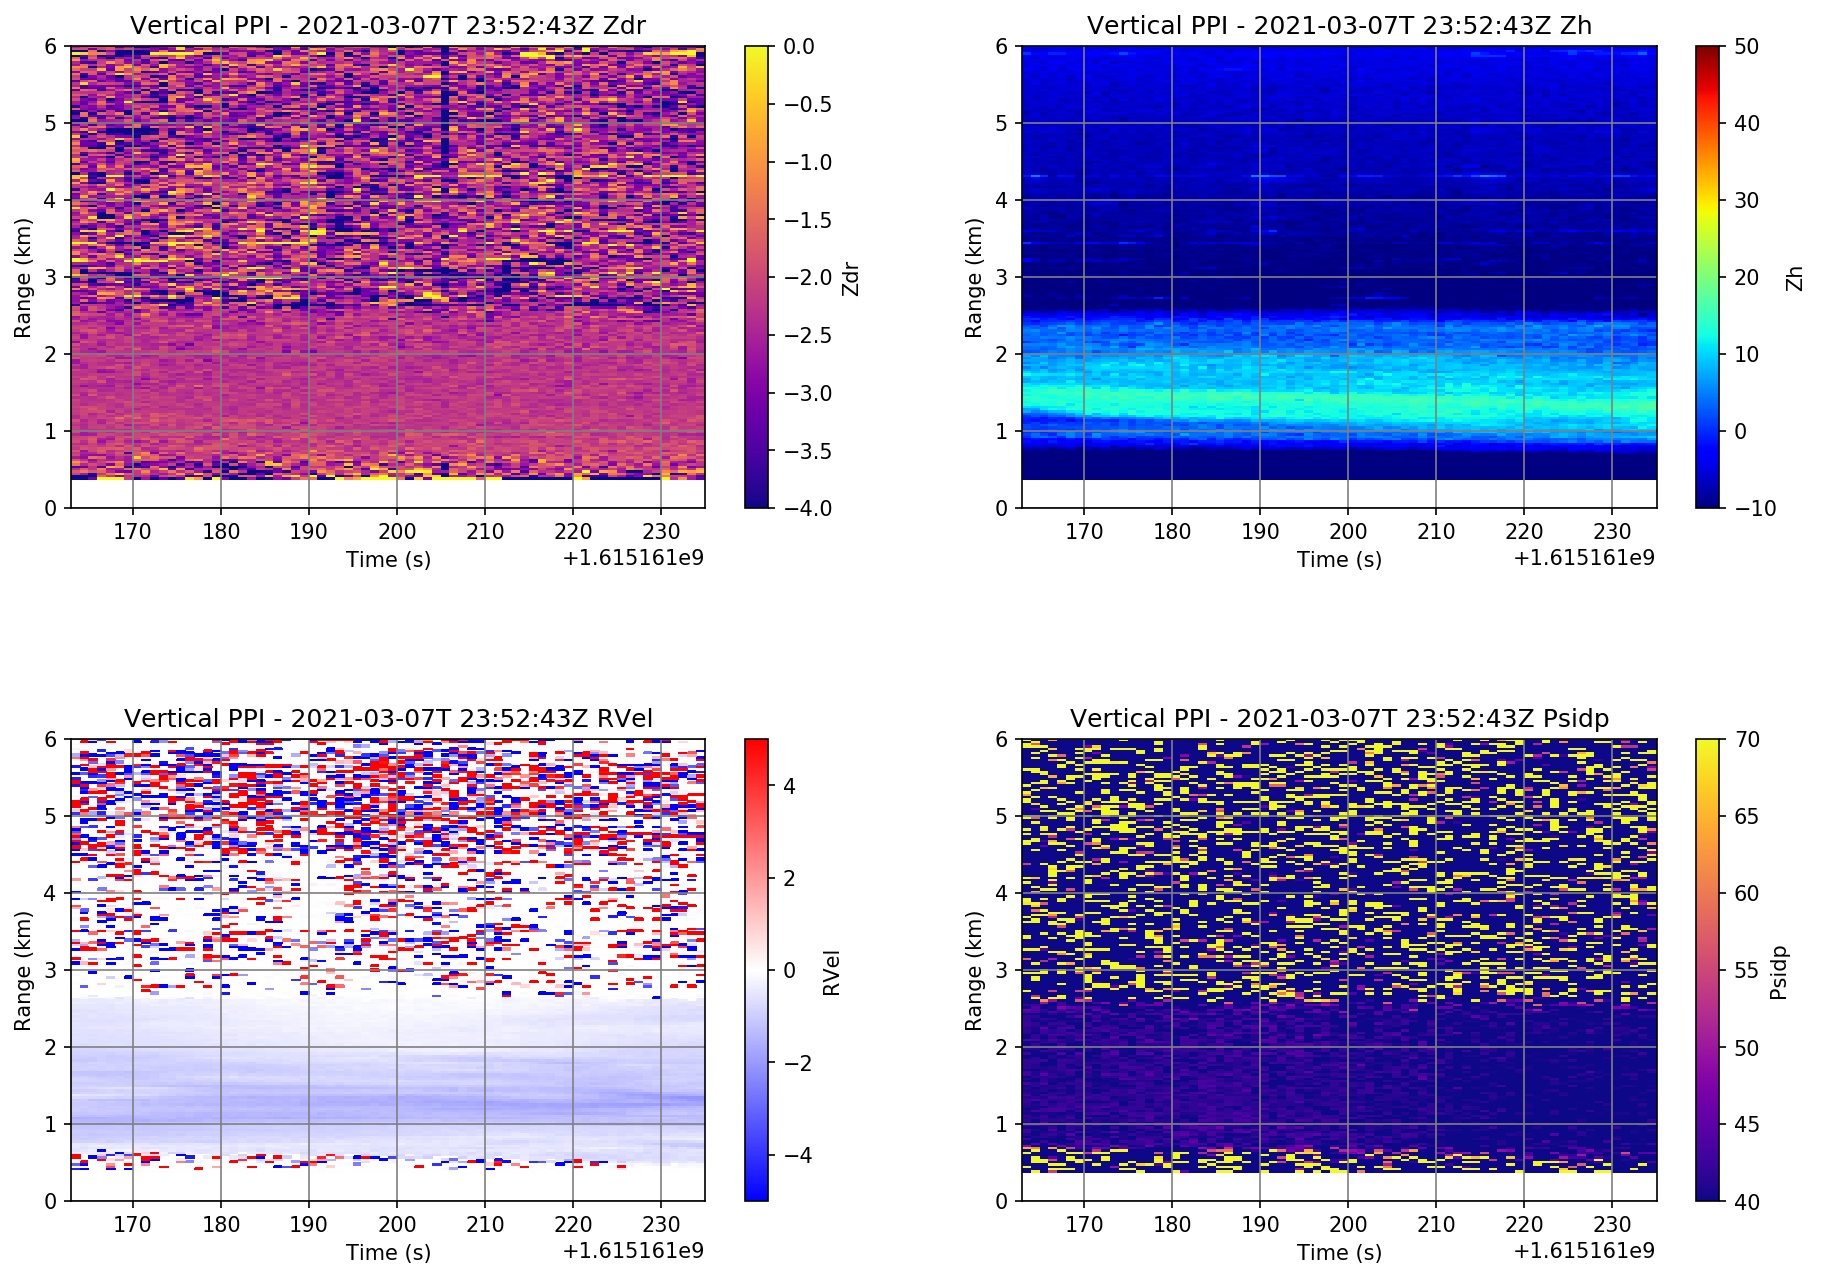 Vertical PPI - 2021-03-07T 23:52:43Z Zdr
6
5
4
3
2
1
0
Range (km)
170 180 190 200 210 220 230
Time (s)
+1.615161e9
0.0
−0.5
−1.0
−1.5
−2.0
−2.5
−3.0
−3.5
−4.0
Zdr
Vertical PPI - 2021-03-07T 23:52:43Z Zh
6
5
4
3
2
1
0
Range (km)
170 180 190 200 210 220 230
Time (s)
+1.615161e9
50
40
30
20
10
0
−10
Zh
Vertical PPI - 2021-03-07T 23:52:43Z RVel
6
5
4
3
2
1
0
Range (km)
170 180 190 200 210 220 230
Time (s)
+1.615161e9
4
2
0
−2
−4
RVel
Vertical PPI - 2021-03-07T 23:52:43Z Psidp
6
5
4
3
2
1
0
Range (km)
170 180 190 200 210 220 230
Time (s)
+1.615161e9
70
65
60
55
50
45
40
Psidp